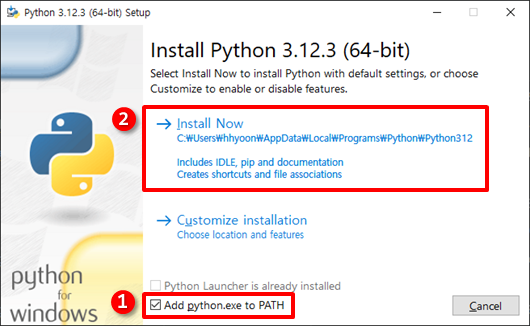 Python 3.12.3 (64-bit) Setup
Install Python 3.12.3 (64-bit)
Select Install Now to install Python with default settings, or choose
Customize to enable or disable features.
2
Install Now
C:₩Users₩hhyoon₩AppData₩Local₩Programs₩Python₩Python312
Includes IDLE, pip and documentation
Creates shortcuts and file associations
Customize installation
Choose location and features
Python Launcher is already installed
1
Add python.exe to PATH
Cancel
python
for
windows